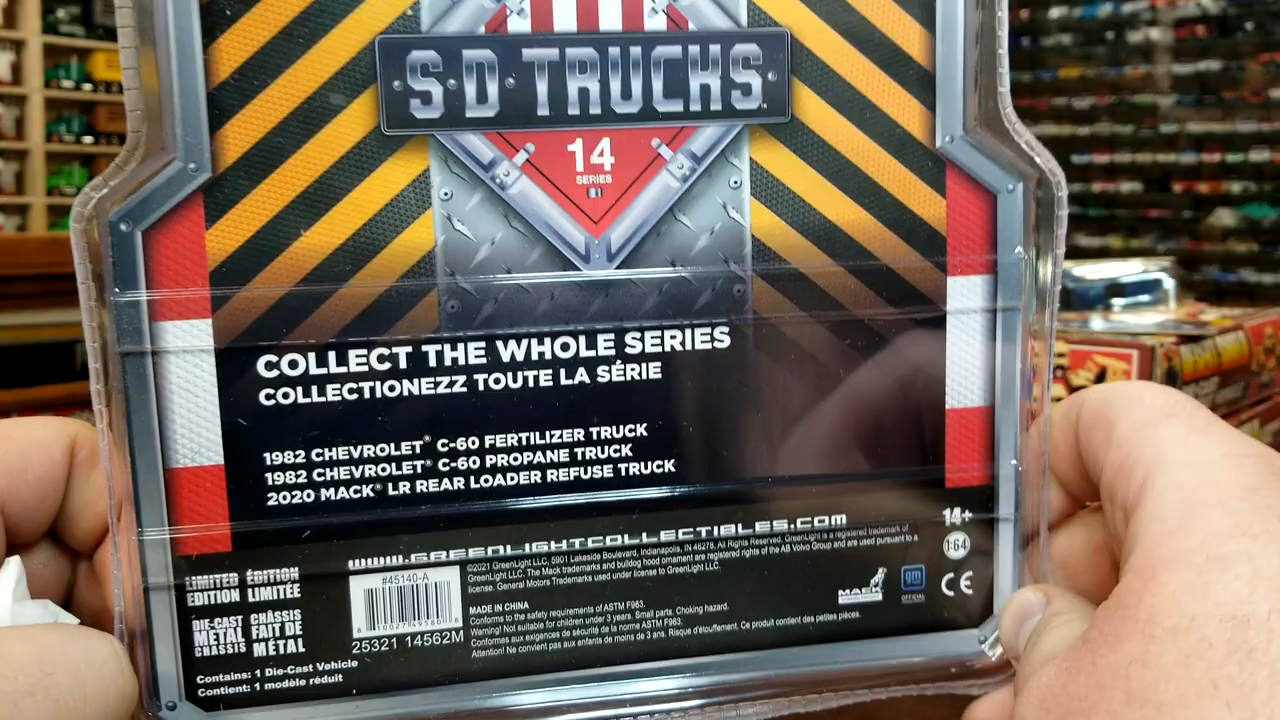 S·D TRUCKS
14
SERIES
COLLECT THE WHOLE SERIES
COLLECTIONEZZ TOUTE LA SÉRIE
1982 CHEVROLET® C-60 FERTILIZER TRUCK
1982 CHEVROLET® C-60 PROPANE TRUCK
2020 MACK® LR REAR LOADER REFUSE TRUCK
www.GREENLIGHTCOLLECTIBLES.COM
14+
1:64
©2021 GreenLight LLC, 5901 Lakeside Boulevard, Indianapolis, IN 46278. All Rights Reserved. GreenLight is a registered trademark of
GreenLight LLC. The Mack trademarks and bulldog hood ornament are registered rights of the AB Volvo Group and are used pursuant to a
license. General Motors Trademarks used under license to GreenLight LLC.
LIMITED EDITION
ÉDITION LIMITÉE
DIE-CAST METAL CHASSIS
CHÂSSIS FAIT DE MÉTAL
#45140-A
25321 14562M
MADE IN CHINA
Conforms to the safety requirements of ASTM F963.
Warning! Not suitable for children under 3 years. Small parts. Choking hazard.
Conformes aux exigences de sécurité de la norme ASTM F963.
Attention! Ne convient pas aux enfants de moins de 3 ans. Risque d'étouffement. Ce produit contient des petites pièces.
MACK
gm
OFFICIAL
CE
Contains: 1 Die-Cast Vehicle
Contient: 1 modèle réduit